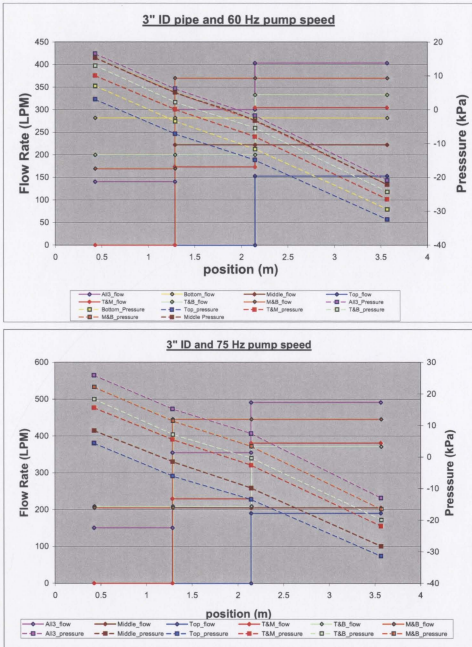 3" ID pipe and 60 Hz pump speed
Flow Rate (LPM)
450
400
350
300
250
200
150
100
50
0
20
10
0
-10
-20
-30
-40
Presssure (kPa)
0 0.5 1 1.5 2 2.5 3 3.5 4
position (m)
All3_flow Bottom_flow Middle_flow Top_flow
T&M_flow T&B_flow M&B_flow All3_Pressure
Bottom_Pressure Top_pressure T&M_pressure T&B_pressure
M&B_pressure Middle Pressure
3" ID and 75 Hz pump speed
Flow Rate (LPM)
600
500
400
300
200
100
0
30
20
10
0
-10
-20
-30
-40
Pressure (kPa)
0 0.5 1 1.5 2 2.5 3 3.5 4
position (m)
All3_flow Middle_flow Top_flow T&M_flow T&B_flow M&B_flow
All3_pressure Middle_pressure Top_pressure T&M_pressure T&B_pressure M&B_pressure